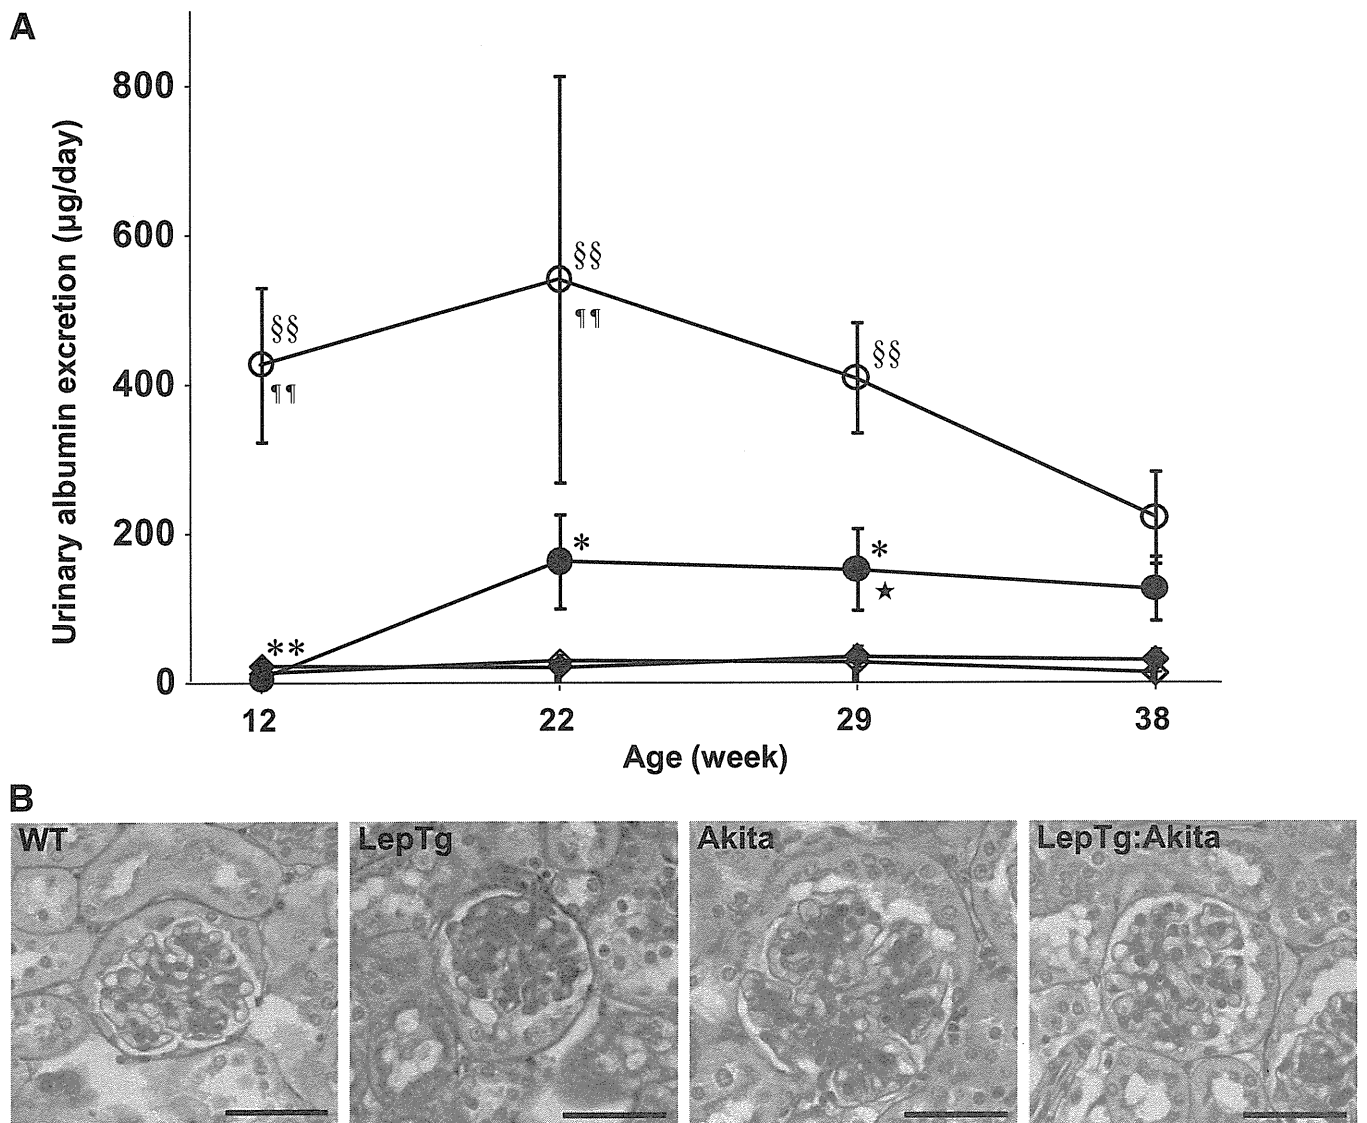 A
Urinary albumin excretion (µg/day)
800
600
400
200
0
§§
¶¶
§§
¶¶
§§
*
*
★
**
12 22 29 38
Age (week)
B
WT LepTg Akita LepTg:Akita